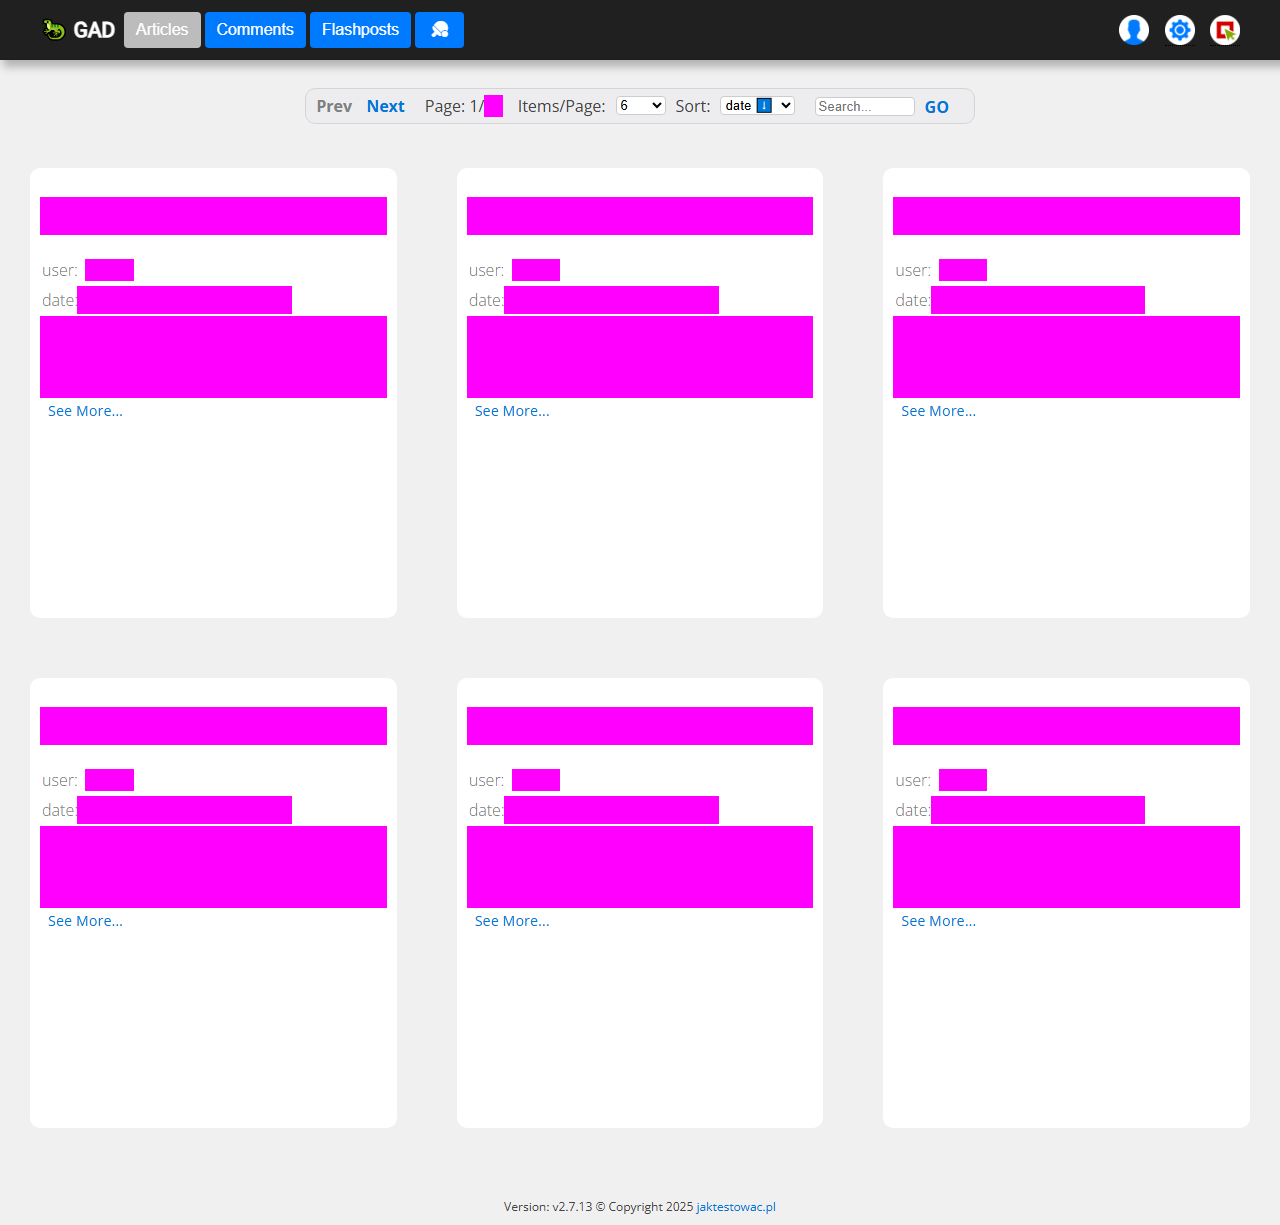 GAD Articles Comments Flashposts
Prev Next Page: 1/ Items/Page: 6 Sort: date Search... GO
user: user: user:
date: date: date:
See More... See More... See More...
user: user: user:
date: date: date:
See More... See More... See More...
Version: v2.7.13 © Copyright 2025 jaktestowac.pl